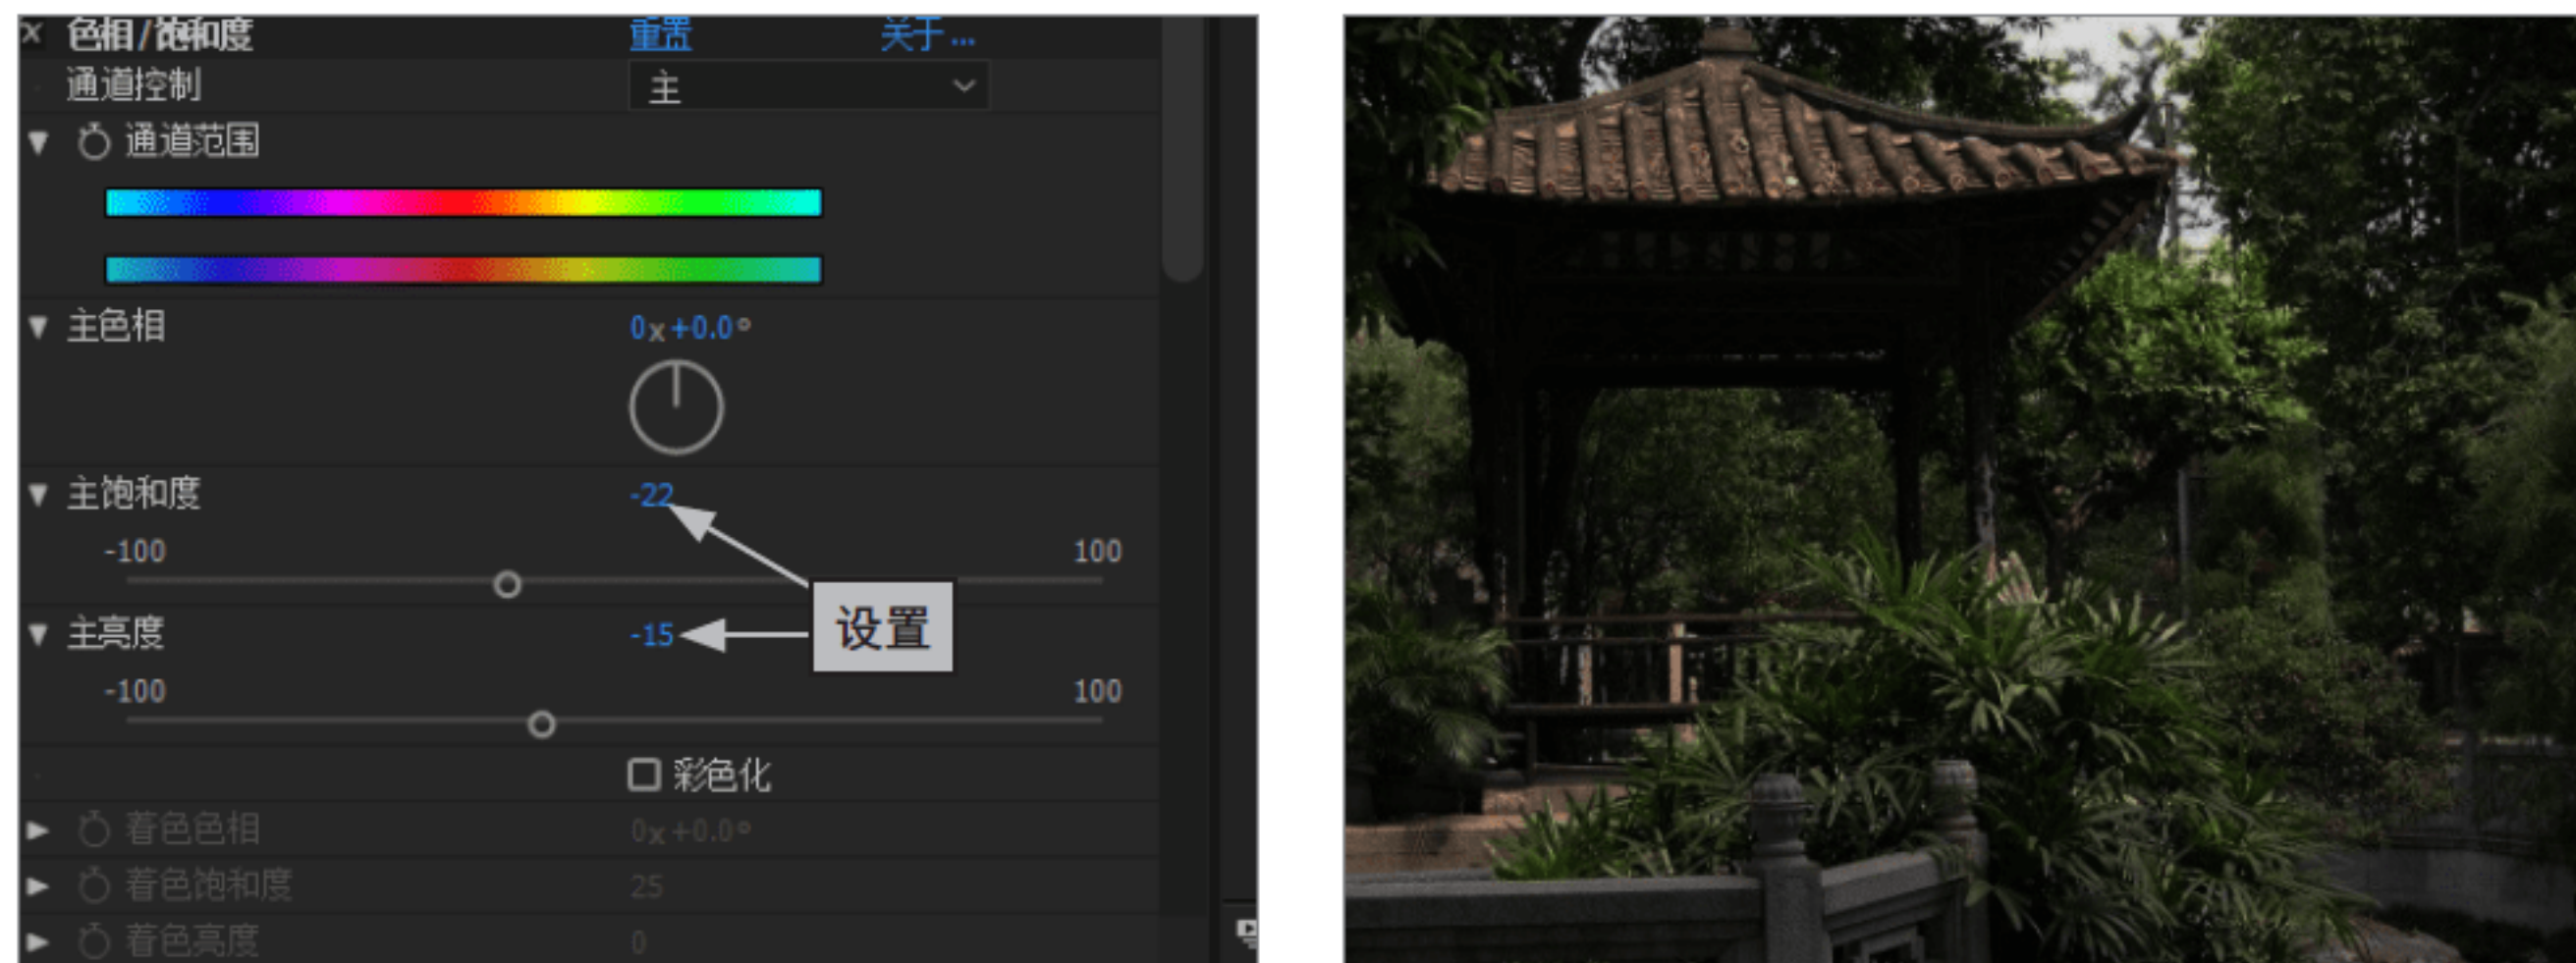 色相/饱和度 重置 关于...
通道控制 主
通道范围
主色相 0x+0.0°
主饱和度 -22
-100 100
设置
主亮度 -15
-100 100
彩色化
着色色相 0x+0.0°
着色饱和度 25
着色亮度 0